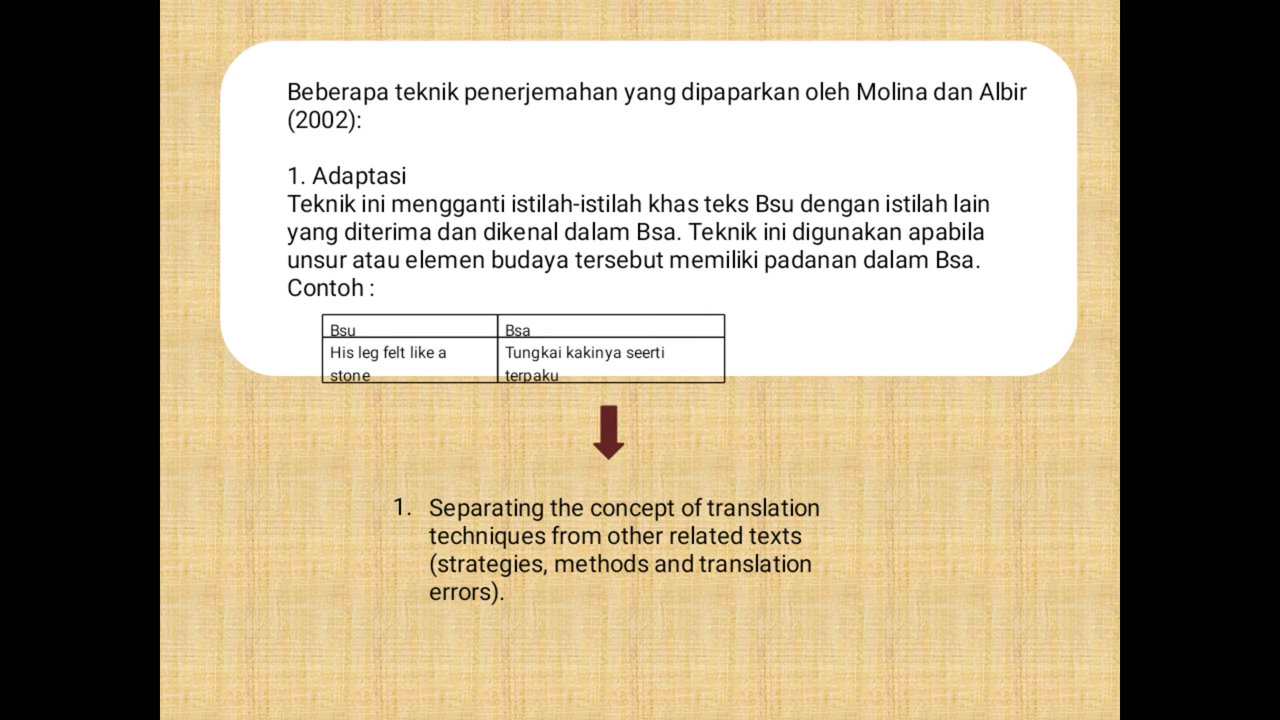 Beberapa teknik penerjemahan yang dipaparkan oleh Molina dan Albir
(2002):
1. Adaptasi
Teknik ini mengganti istilah-istilah khas teks Bsu dengan istilah lain
yang diterima dan dikenal dalam Bsa. Teknik ini digunakan apabila
unsur atau elemen budaya tersebut memiliki padanan dalam Bsa.
Contoh :
Bsu Bsa
His leg felt like a Tungkai kakinya seerti
stone terpaku
1. Separating the concept of translation
techniques from other related texts
(strategies, methods and translation
errors).